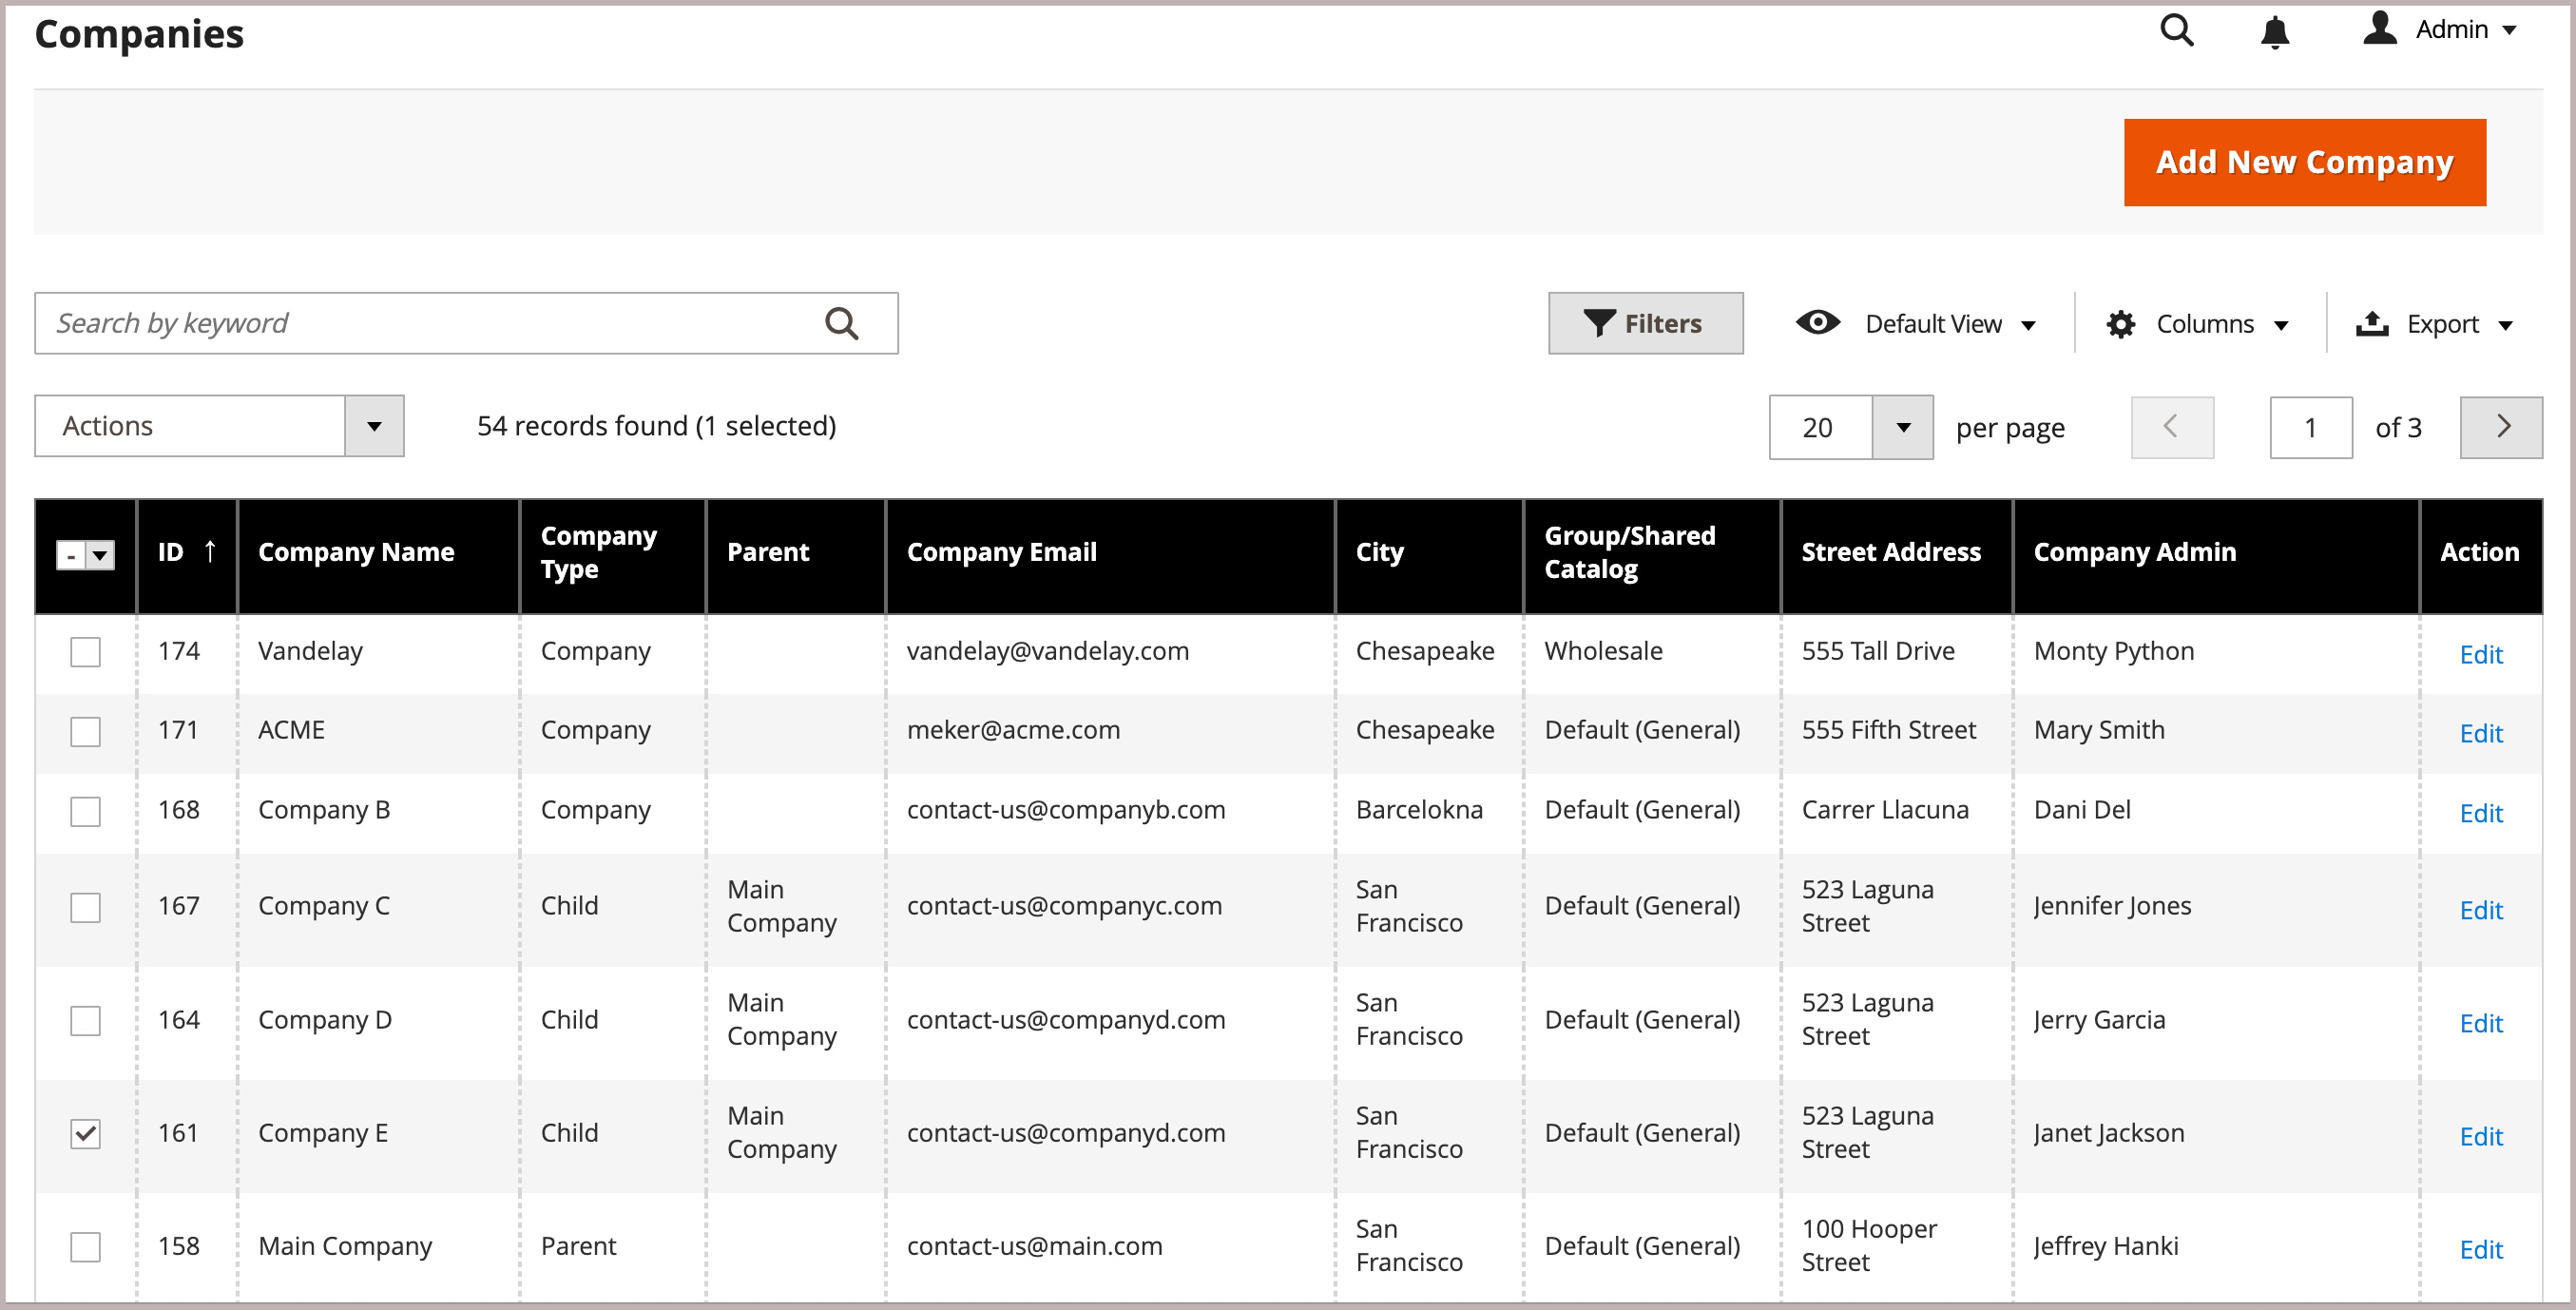 Companies
Admin
Add New Company
Search by keyword
Filters
Default View
Columns
Export
Actions
54 records found (1 selected)
20
per page
1
of 3
-
ID ↑
Company Name
Company
Type
Parent
Company Email
City
Group/Shared
Catalog
Street Address
Company Admin
Action
174 Vandelay Company vandelay@vandelay.com Chesapeake Wholesale 555 Tall Drive Monty Python Edit
171 ACME Company meker@acme.com Chesapeake Default (General) 555 Fifth Street Mary Smith Edit
168 Company B Company contact-us@companyb.com Barcelokna Default (General) Carrer Llacuna Dani Del Edit
167 Company C Child
Main
Company
contact-us@companyc.com
San
Francisco
Default (General)
523 Laguna
Street
Jennifer Jones Edit
164 Company D Child
Main
Company
contact-us@companyd.com
San
Francisco
Default (General)
523 Laguna
Street
Jerry Garcia Edit
161 Company E Child
Main
Company
contact-us@companyd.com
San
Francisco
Default (General)
523 Laguna
Street
Janet Jackson Edit
158 Main Company Parent
contact-us@main.com
San
Francisco
Default (General)
100 Hooper
Street
Jeffrey Hanki Edit